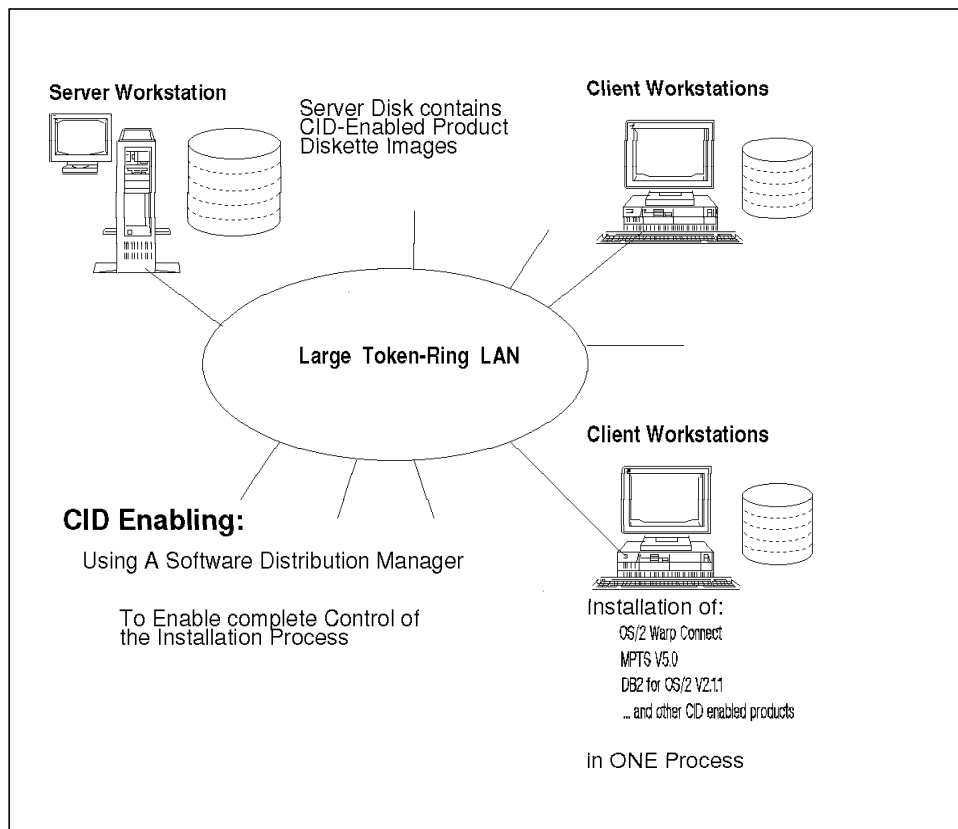 Server Workstation
Server Disk contains
CID-Enabled Product
Diskette Images
Client Workstations
Large Token-Ring LAN
Client Workstations
CID Enabling:
Using A Software Distribution Manager
To Enable complete Control of
the Installation Process
Installation of:
OS/2 Warp Connect
MPTS V5.0
DB2 for OS/2 V2.1.1
... and other CID enabled products
in ONE Process